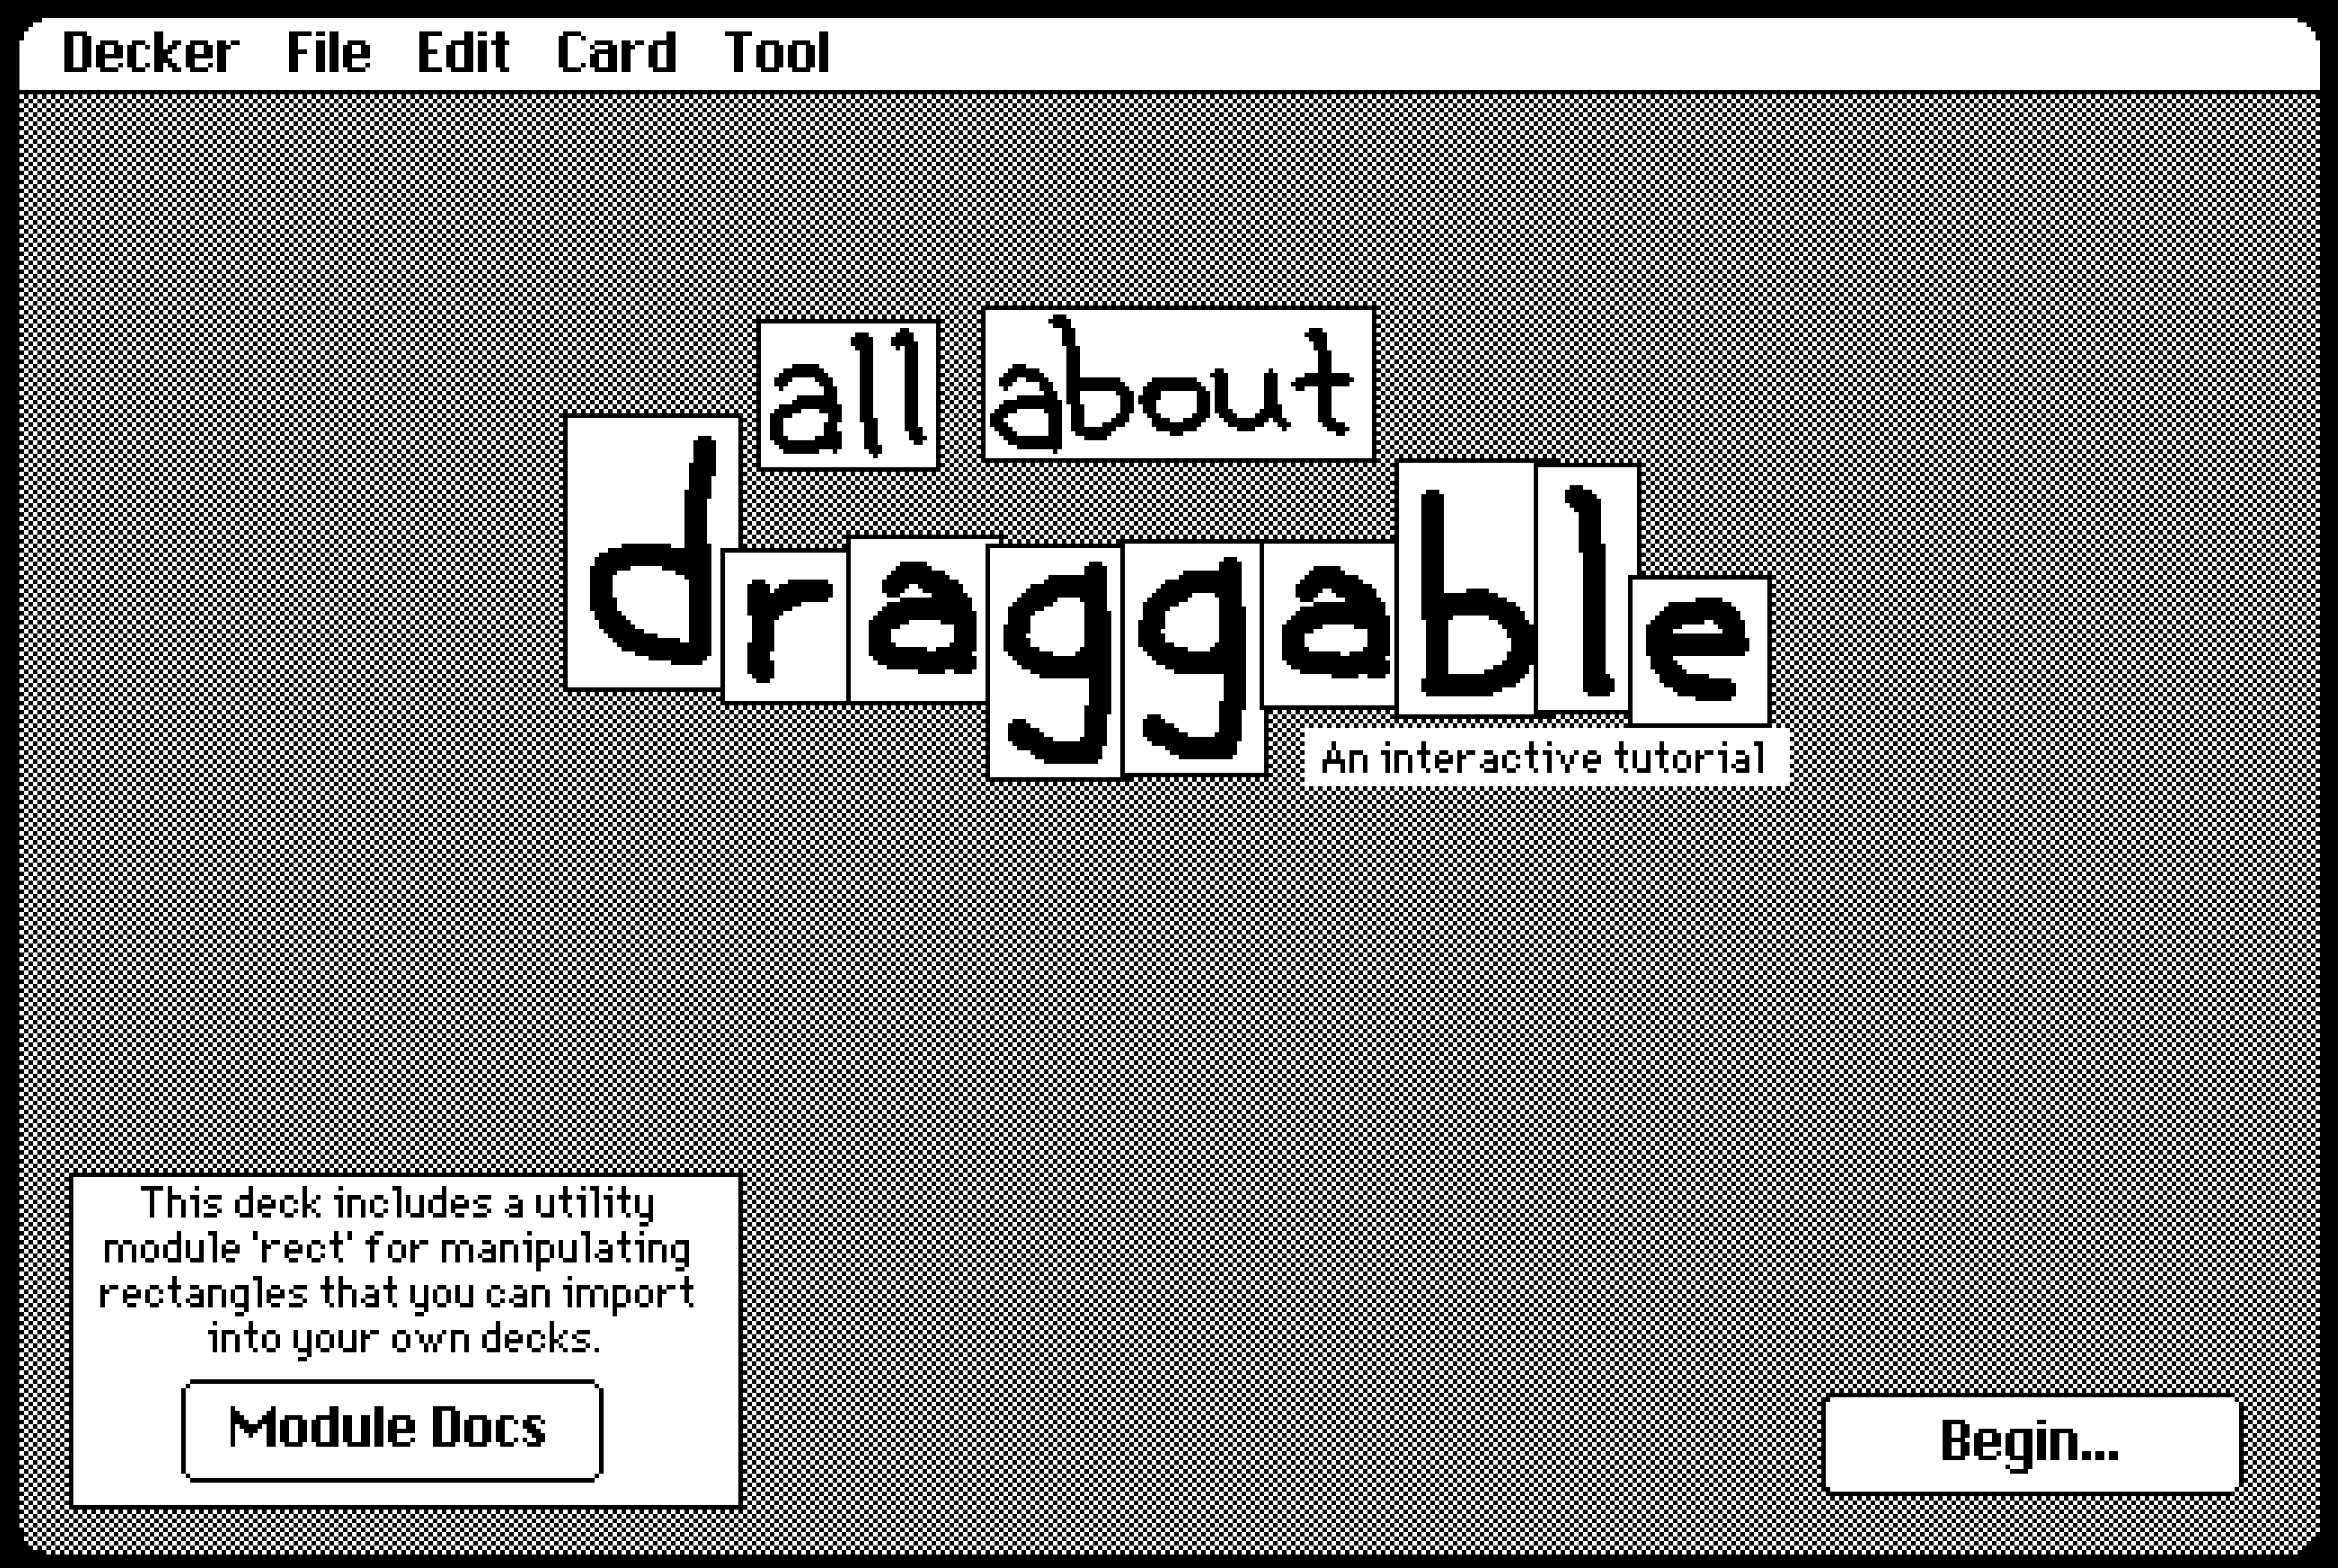 Decker File Edit Card Tool
all about
draggable
An interactive tutorial
This deck includes a utility
module 'rect' for manipulating
rectangles that you can import
into your own decks.
Module Docs
Begin...